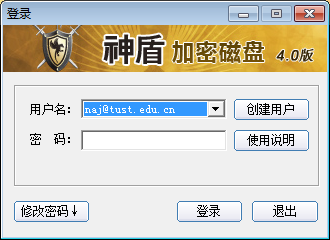 登录
神盾加密磁盘 4.0版
用户名： naj@tust.edu.cn 创建用户
密 码： 使用说明
修改密码↓ 登录 退出